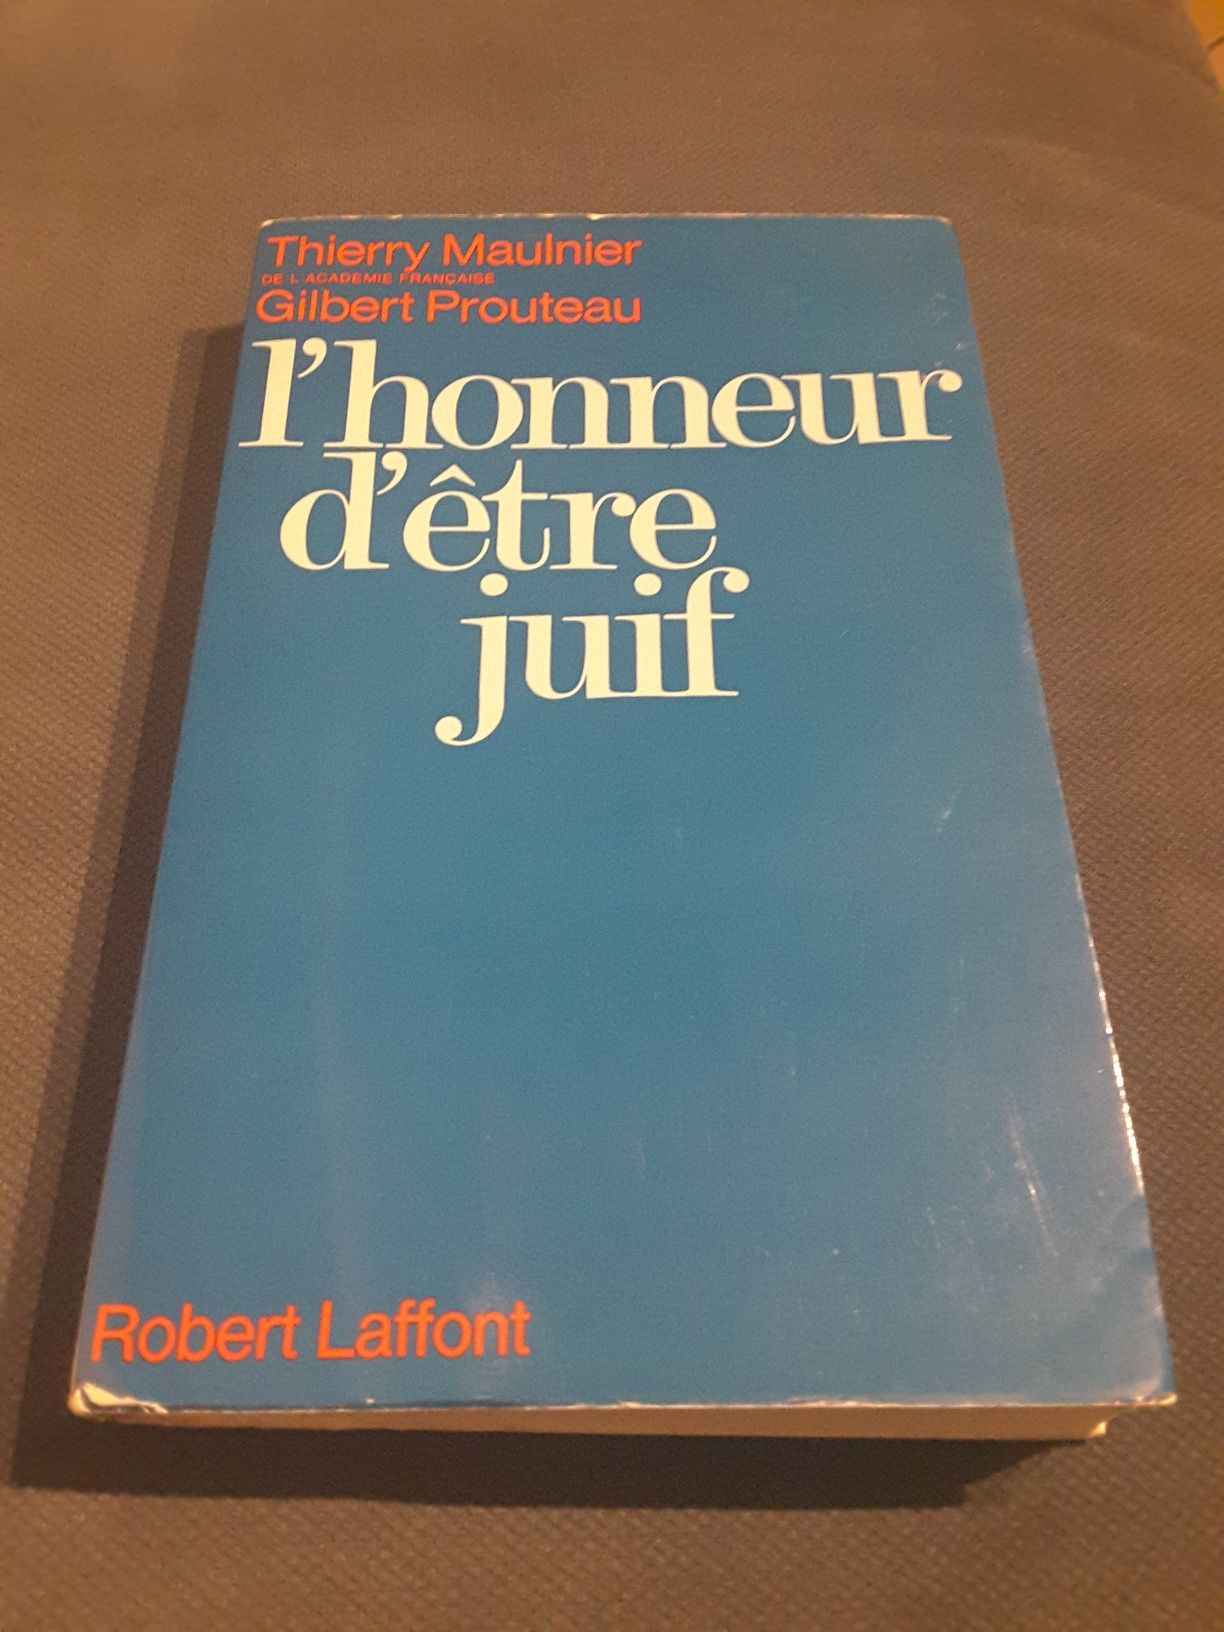 Thierry Maulnier
DE L'ACADEMIE FRANÇAISE
Gilbert Prouteau
l'honneur
d'être
juif
Robert Laffont